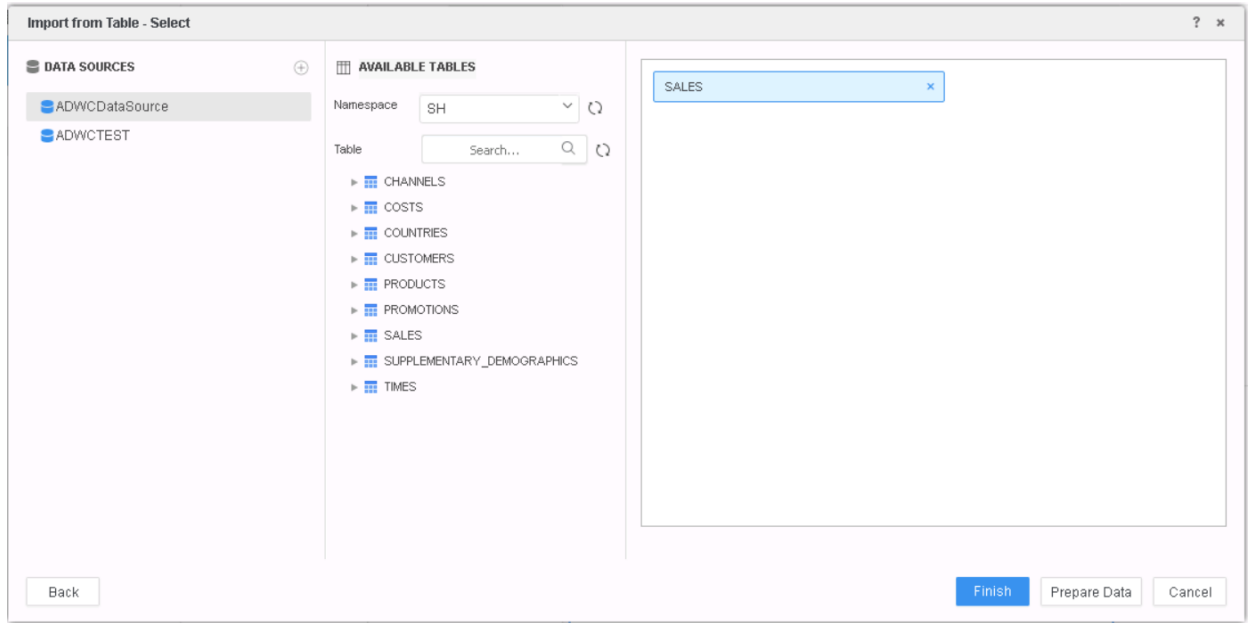 Import from Table - Select
? ×
DATA SOURCES
ADWCDataSource
ADWCTEST
AVAILABLE TABLES
Namespace SH
Table Search...
CHANNELS
COSTS
COUNTRIES
CUSTOMERS
PRODUCTS
PROMOTIONS
SALES
SUPPLEMENTARY_DEMOGRAPHICS
TIMES
SALES ×
Back Finish Prepare Data Cancel